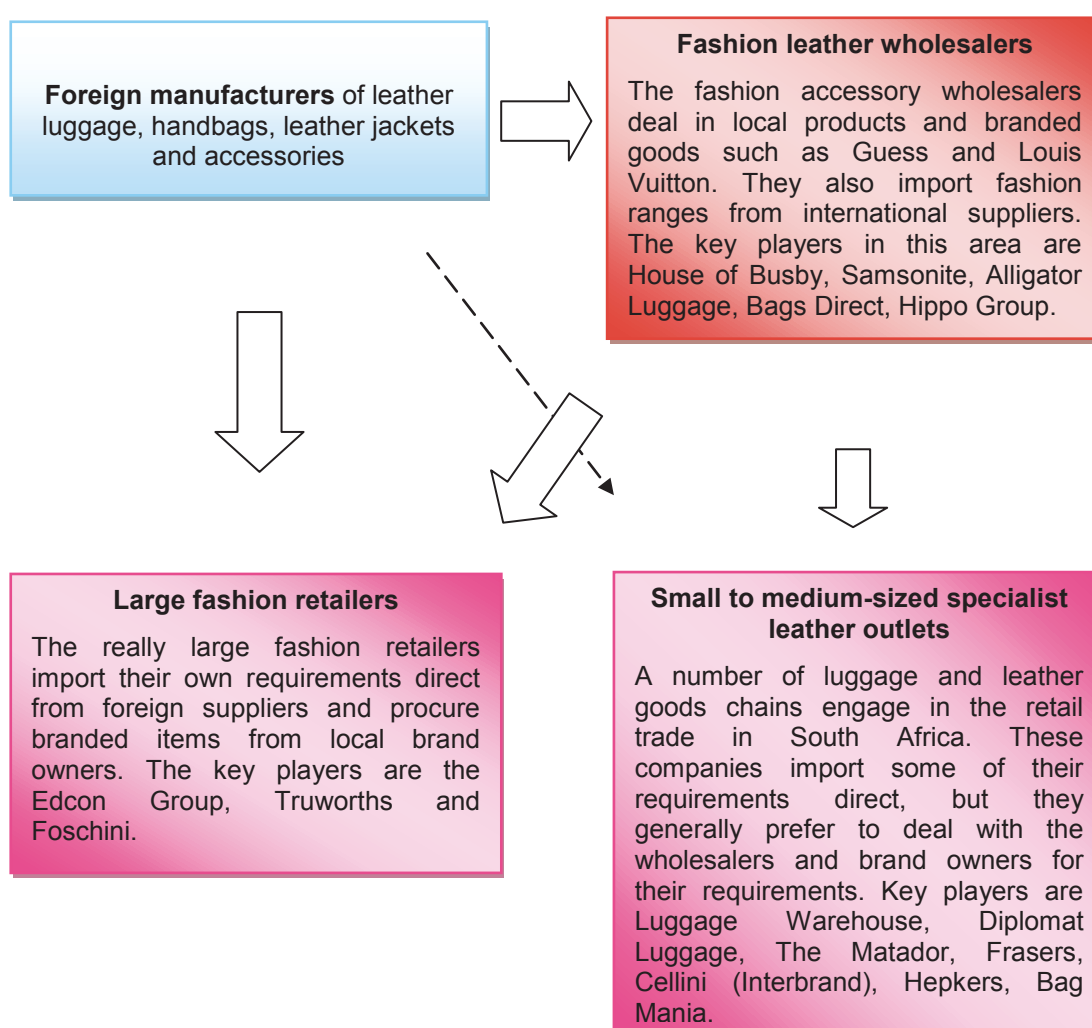 Foreign manufacturers of leather
luggage, handbags, leather jackets
and accessories
Fashion leather wholesalers
The fashion accessory wholesalers
deal in local products and branded
goods such as Guess and Louis
Vuitton. They also import fashion
ranges from international suppliers.
The key players in this area are
House of Busby, Samsonite, Alligator
Luggage, Bags Direct, Hippo Group.
Large fashion retailers
The really large fashion retailers
import their own requirements direct
from foreign suppliers and procure
branded items from local brand
owners. The key players are the
Edcon Group, Truworths and
Foschini.
Small to medium-sized specialist
leather outlets
A number of luggage and leather
goods chains engage in the retail
trade in South Africa. These
companies import some of their
requirements direct, but they
generally prefer to deal with the
wholesalers and brand owners for
their requirements. Key players are
Luggage Warehouse, Diplomat
Luggage, The Matador, Frasers,
Cellini (Interbrand), Hepkers, Bag
Mania.